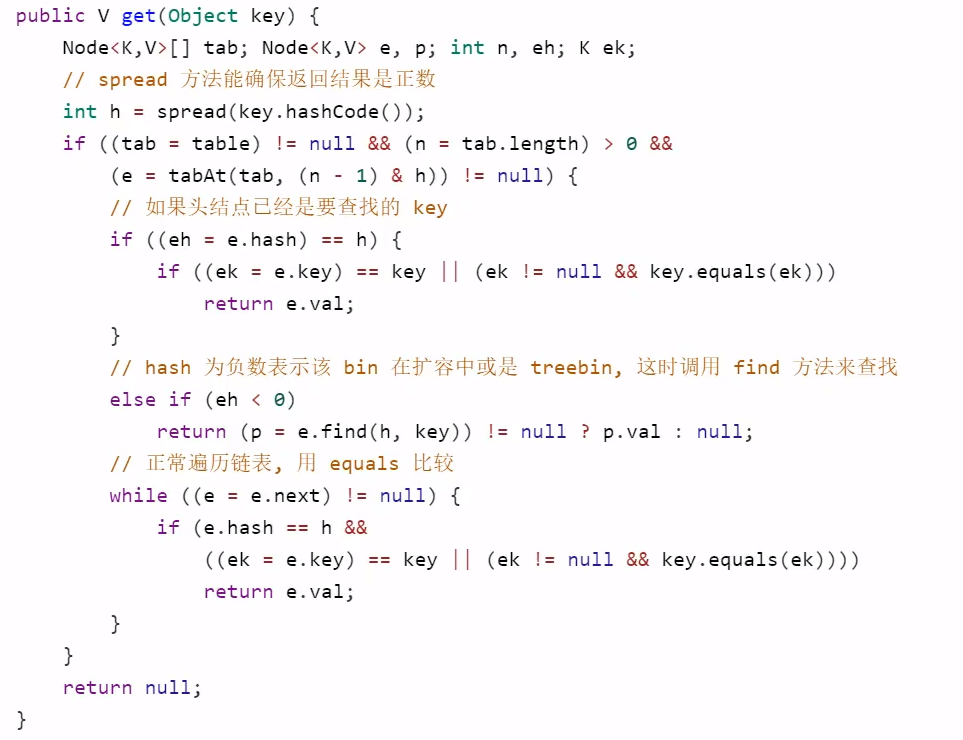 public V get(Object key) {
    Node<K,V>[] tab; Node<K,V> e, p; int n, eh; K ek;
    // spread 方法能确保返回结果是正数
    int h = spread(key.hashCode());
    if ((tab = table) != null && (n = tab.length) > 0 &&
        (e = tabAt(tab, (n - 1) & h)) != null) {
        // 如果头结点已经是要查找的 key
        if ((eh = e.hash) == h) {
            if ((ek = e.key) == key || (ek != null && key.equals(ek)))
                return e.val;
        }
        // hash 为负数表示该 bin 在扩容中或是 treebin, 这时调用 find 方法来查找
        else if (eh < 0)
            return (p = e.find(h, key)) != null ? p.val : null;
        // 正常遍历链表, 用 equals 比较
        while ((e = e.next) != null) {
            if (e.hash == h &&
                ((ek = e.key) == key || (ek != null && key.equals(ek))))
                return e.val;
        }
    }
    return null;
}